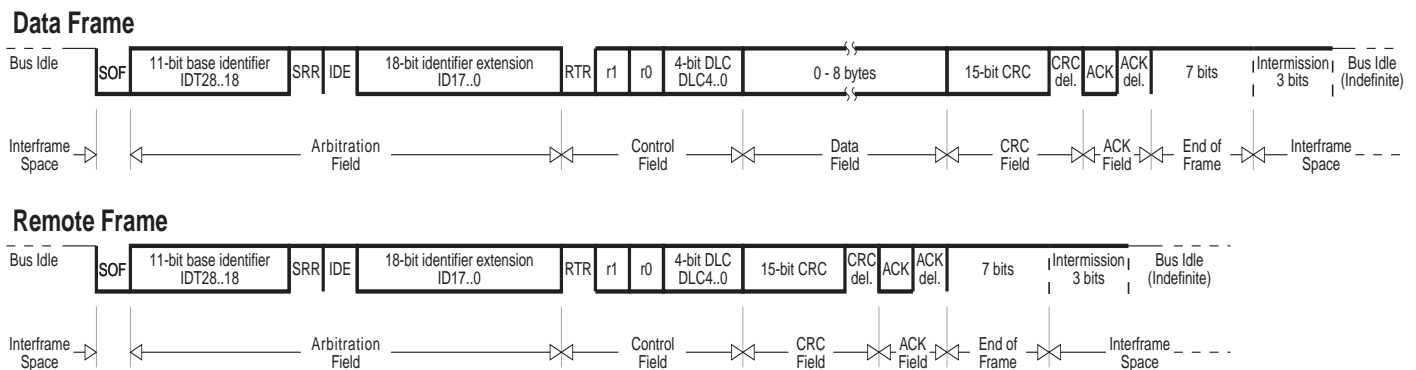 Data Frame
Bus Idle
SOF
11-bit base identifier
IDT28..18
SRR
IDE
18-bit identifier extension
ID17..0
RTR
r1
r0
4-bit DLC
DLC4..0
0 - 8 bytes
15-bit CRC
CRC
del.
ACK
ACK
del.
7 bits
Intermission
3 bits
Bus Idle
(Indefinite)
Interframe
Space
Arbitration
Field
Control
Field
Data
Field
CRC
Field
ACK
Field
End of
Frame
Interframe
Space
Remote Frame
Bus Idle
SOF
11-bit base identifier
IDT28..18
SRR
IDE
18-bit identifier extension
ID17..0
RTR
r1
r0
4-bit DLC
DLC4..0
15-bit CRC
CRC
del.
ACK
ACK
del.
7 bits
Intermission
3 bits
Bus Idle
(Indefinite)
Interframe
Space
Arbitration
Field
Control
Field
CRC
Field
ACK
Field
End of
Frame
Interframe
Space